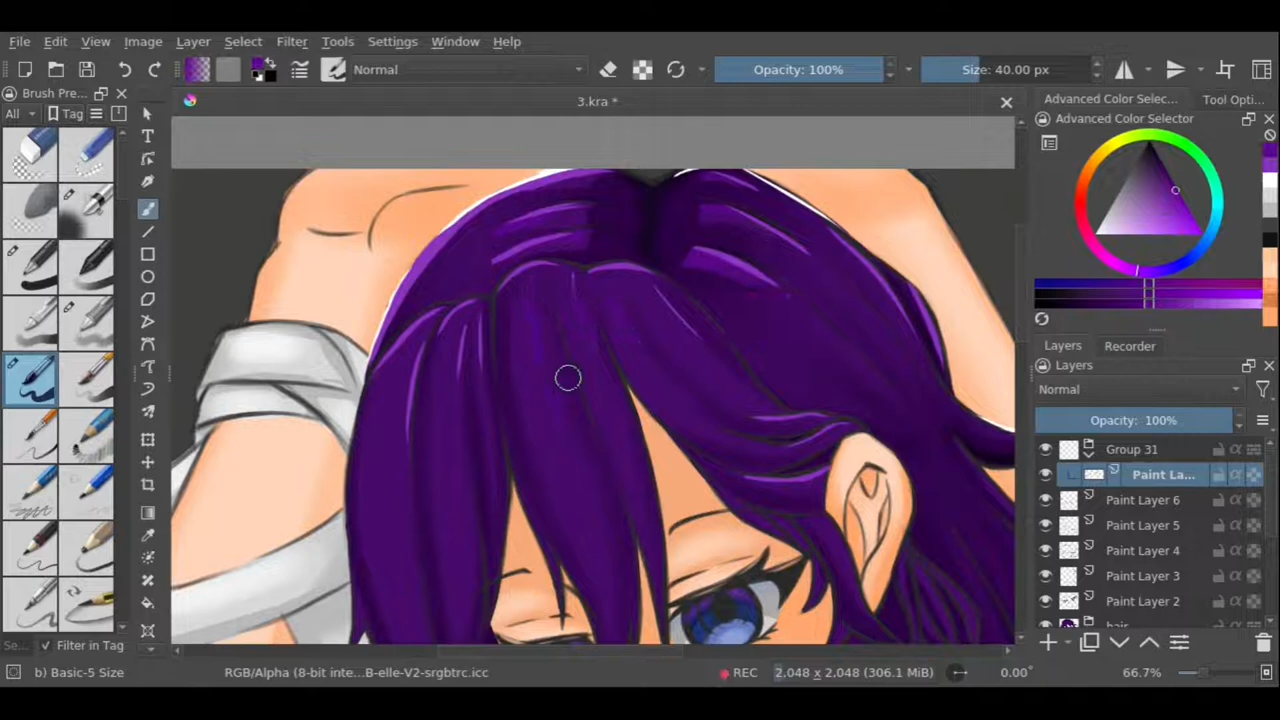 File Edit View Image Layer Select Filter Tools Settings Window Help
Normal Opacity: 100% Size: 40.00 px
Brush Pre...
3.kra *
Advanced Color Selec... Tool Opti...
All Tag
Advanced Color Selector
Layers Recorder
Layers
Normal
Opacity: 100%
Group 31
Paint La...
Paint Layer 6
Paint Layer 5
Paint Layer 4
Paint Layer 3
Paint Layer 2
hair
Se... Filter in Tag
b) Basic-5 Size RGB/Alpha (8-bit inte...B-elle-V2-srgbtrc.icc REC 2,048 x 2,048 (306.1 MiB) 0.00° 66.7%